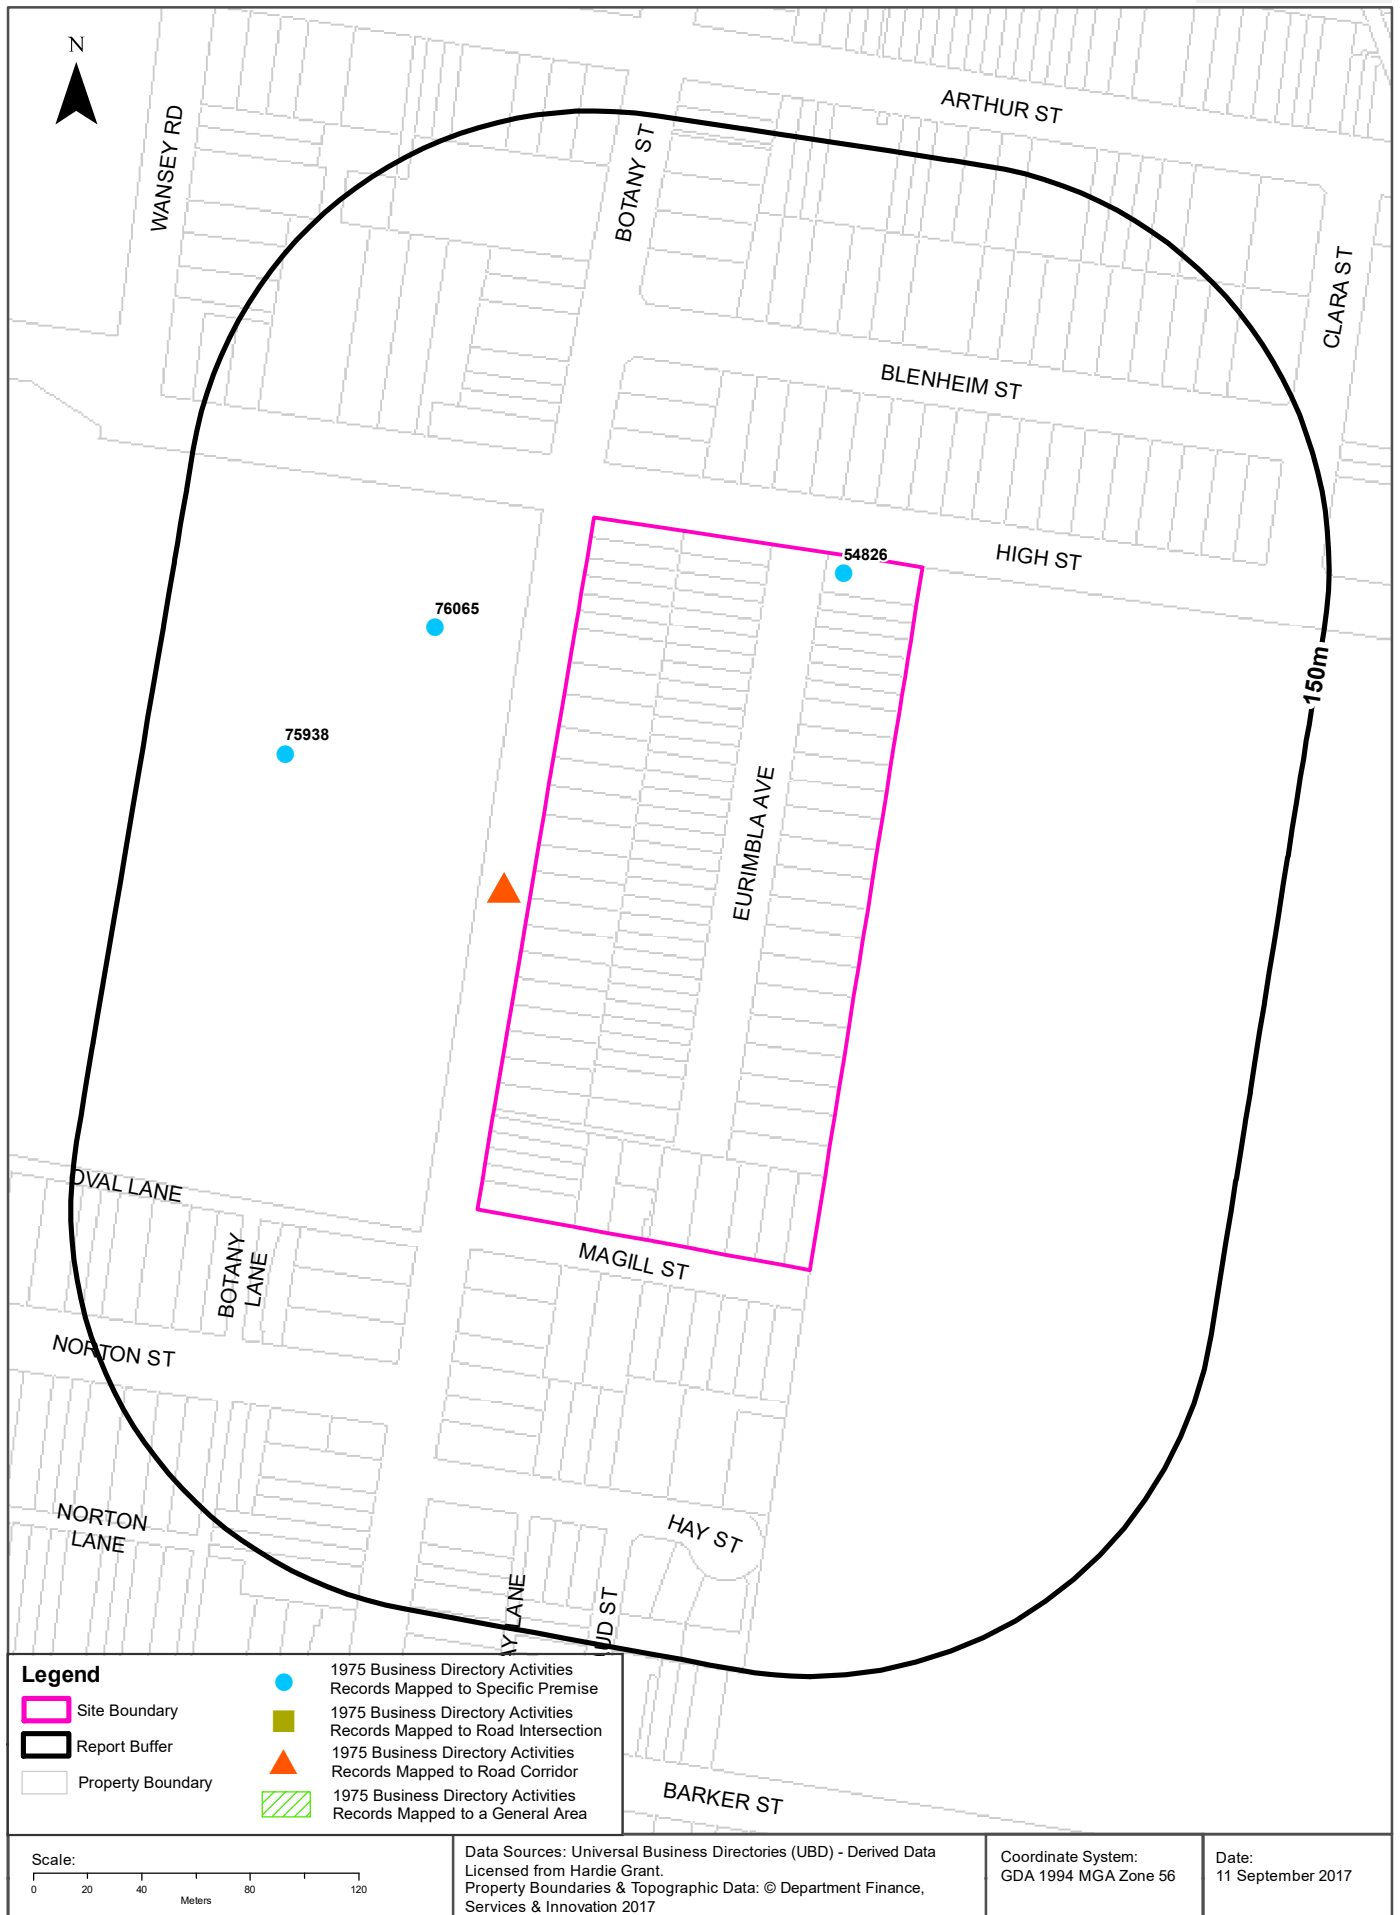 N
ARTHUR ST
WANSEY RD
BOTANY ST
CLARA ST
BLENHEIM ST
HIGH ST
54826
76065
150m
75938
EURIMBLA AVE
OVAL LANE
BOTANY
LANE
MAGILL ST
NORTON ST
NORTON
LANE
HAY ST
AY LANE
UD ST
BARKER ST
Legend
Site Boundary
Report Buffer
Property Boundary
1975 Business Directory Activities
Records Mapped to Specific Premise
1975 Business Directory Activities
Records Mapped to Road Intersection
1975 Business Directory Activities
Records Mapped to Road Corridor
1975 Business Directory Activities
Records Mapped to a General Area
Scale:
0 20 40 80 120
Meters
Data Sources: Universal Business Directories (UBD) - Derived Data
Licensed from Hardie Grant.
Property Boundaries & Topographic Data: © Department Finance,
Services & Innovation 2017
Coordinate System:
GDA 1994 MGA Zone 56
Date:
11 September 2017